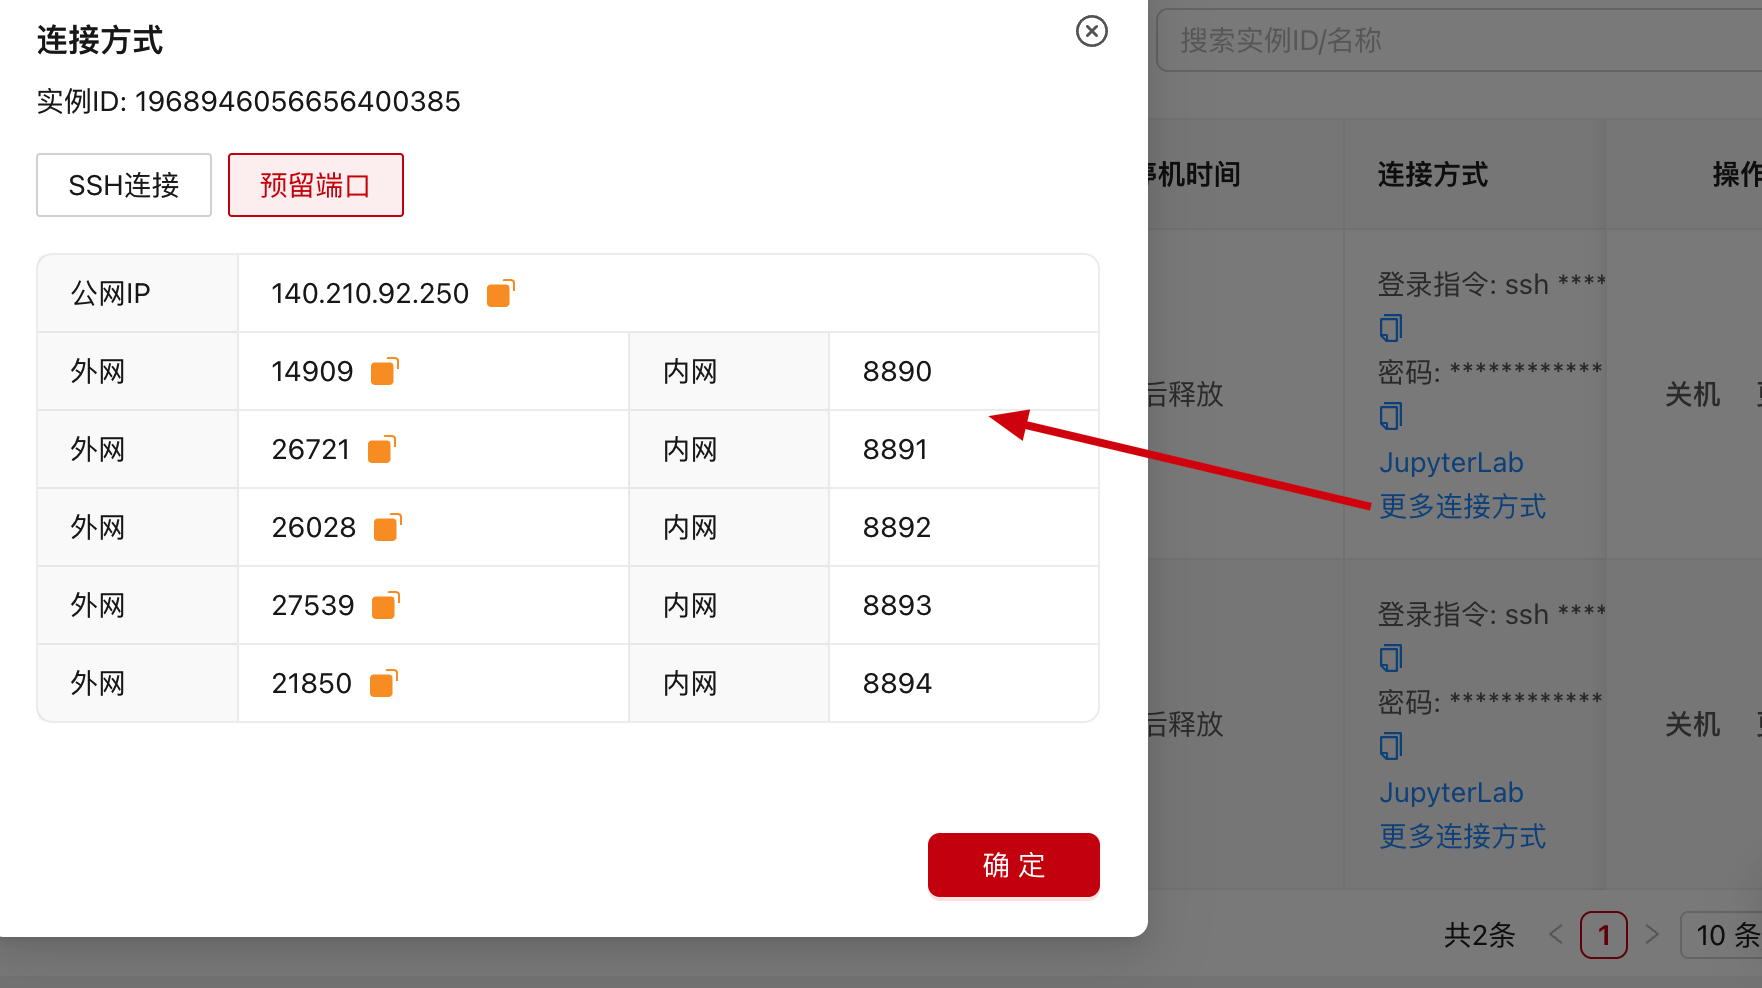 连接方式
实例ID: 1968946056656400385
SSH连接 预留端口
公网IP 140.210.92.250
外网 14909 内网 8890
外网 26721 内网 8891
外网 26028 内网 8892
外网 27539 内网 8893
外网 21850 内网 8894
确 定
搜索实例ID/名称
停机时间 连接方式 操作
登录指令: ssh ****
密码: ************
后释放 关机
JupyterLab
更多连接方式
登录指令: ssh ****
密码: ************
后释放 关机
JupyterLab
更多连接方式
共2条 < 1 > 10 条